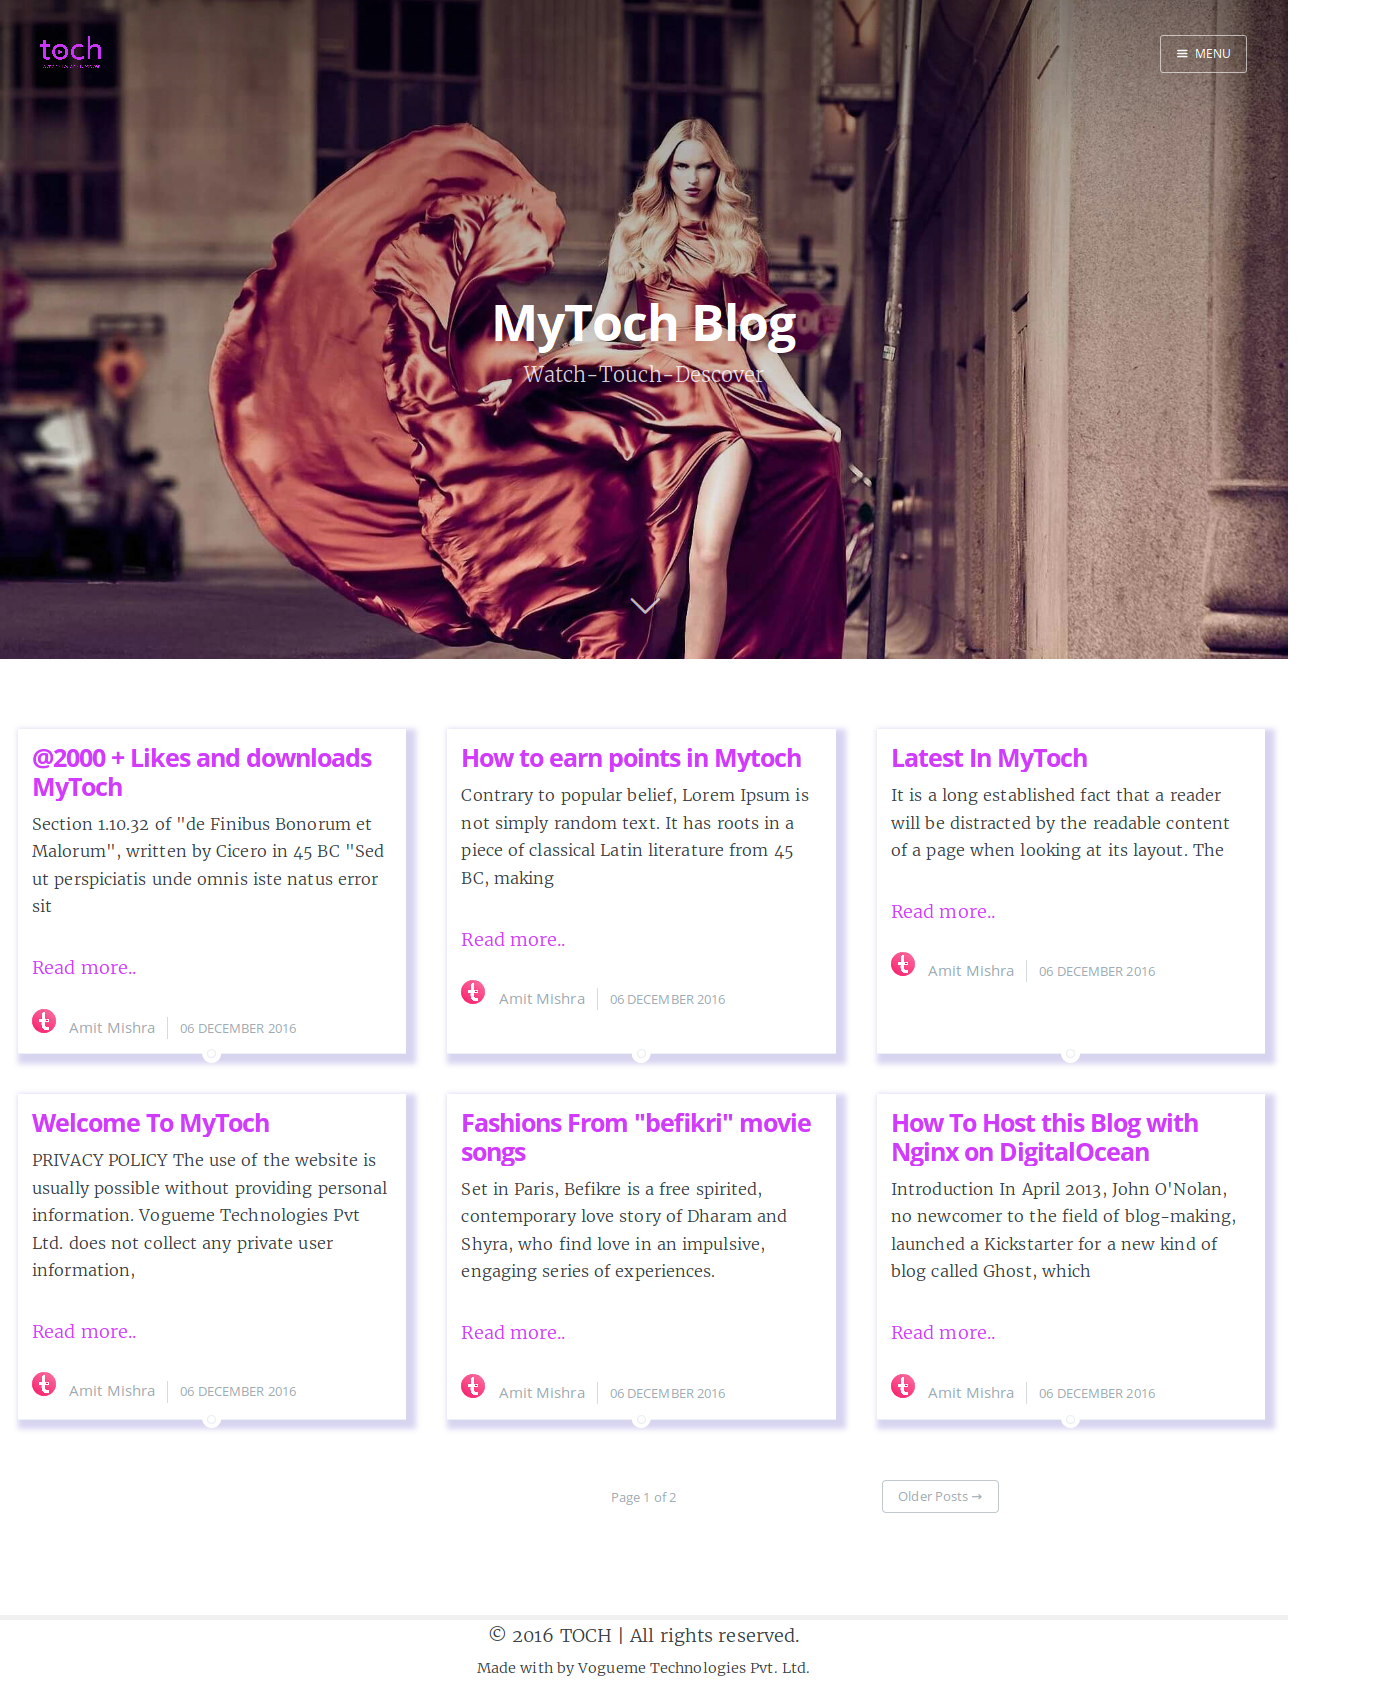 toch
MENU
MyToch Blog
Watch-Touch-Descover
@2000 + Likes and downloads
MyToch
Section 1.10.32 of "de Finibus Bonorum et
Malorum", written by Cicero in 45 BC "Sed
ut perspiciatis unde omnis iste natus error
sit
Read more..
Amit Mishra
06 DECEMBER 2016
How to earn points in Mytoch
Contrary to popular belief, Lorem Ipsum is
not simply random text. It has roots in a
piece of classical Latin literature from 45
BC, making
Read more..
Amit Mishra
06 DECEMBER 2016
Latest In MyToch
It is a long established fact that a reader
will be distracted by the readable content
of a page when looking at its layout. The
Read more..
Amit Mishra
06 DECEMBER 2016
Welcome To MyToch
PRIVACY POLICY The use of the website is
usually possible without providing personal
information. Vogueme Technologies Pvt
Ltd. does not collect any private user
information,
Read more..
Amit Mishra
06 DECEMBER 2016
Fashions From "befikri" movie
songs
Set in Paris, Befikre is a free spirited,
contemporary love story of Dharam and
Shyra, who find love in an impulsive,
engaging series of experiences.
Read more..
Amit Mishra
06 DECEMBER 2016
How To Host this Blog with
Nginx on DigitalOcean
Introduction In April 2013, John O'Nolan,
no newcomer to the field of blog-making,
launched a Kickstarter for a new kind of
blog called Ghost, which
Read more..
Amit Mishra
06 DECEMBER 2016
Page 1 of 2
Older Posts →
© 2016 TOCH | All rights reserved.
Made with by Vogueme Technologies Pvt. Ltd.